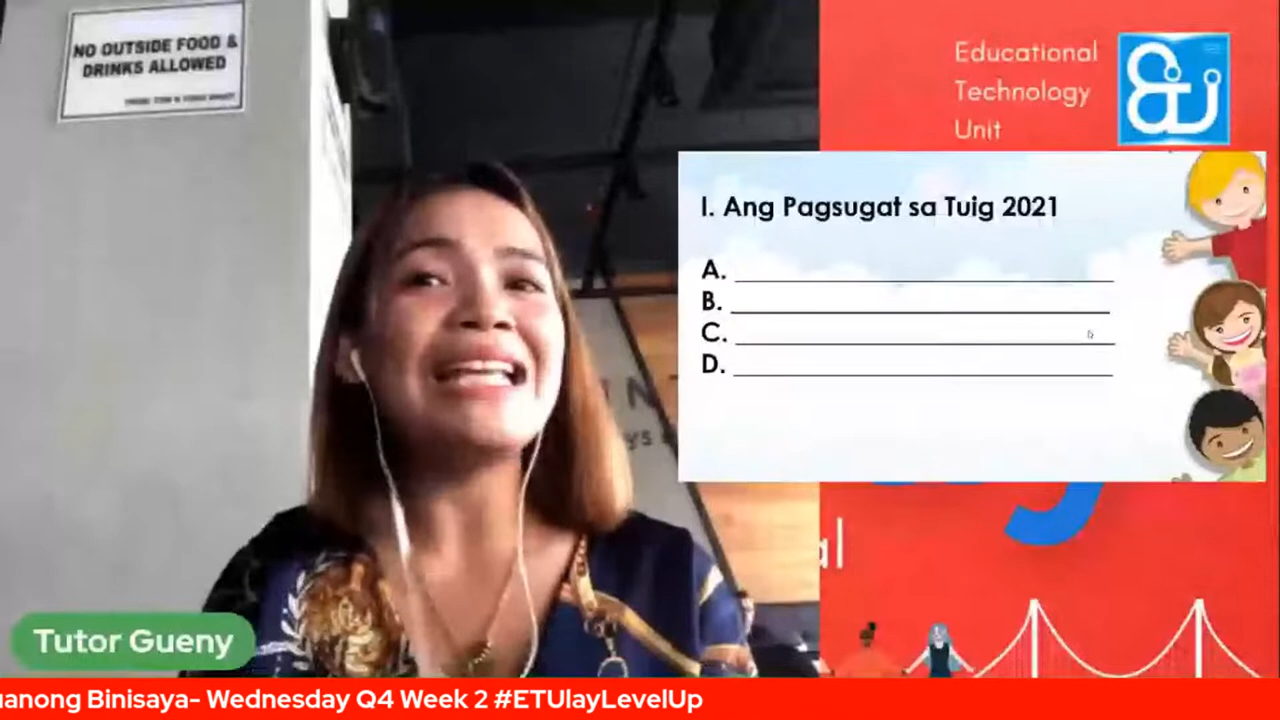 NO OUTSIDE FOOD &
DRINKS ALLOWED
Educational
Technology
Unit
I. Ang Pagsugat sa Tuig 2021
A.
B.
C.
D.
Tutor Gueny
uanong Binisaya- Wednesday Q4 Week 2 #ETUlayLevelUp